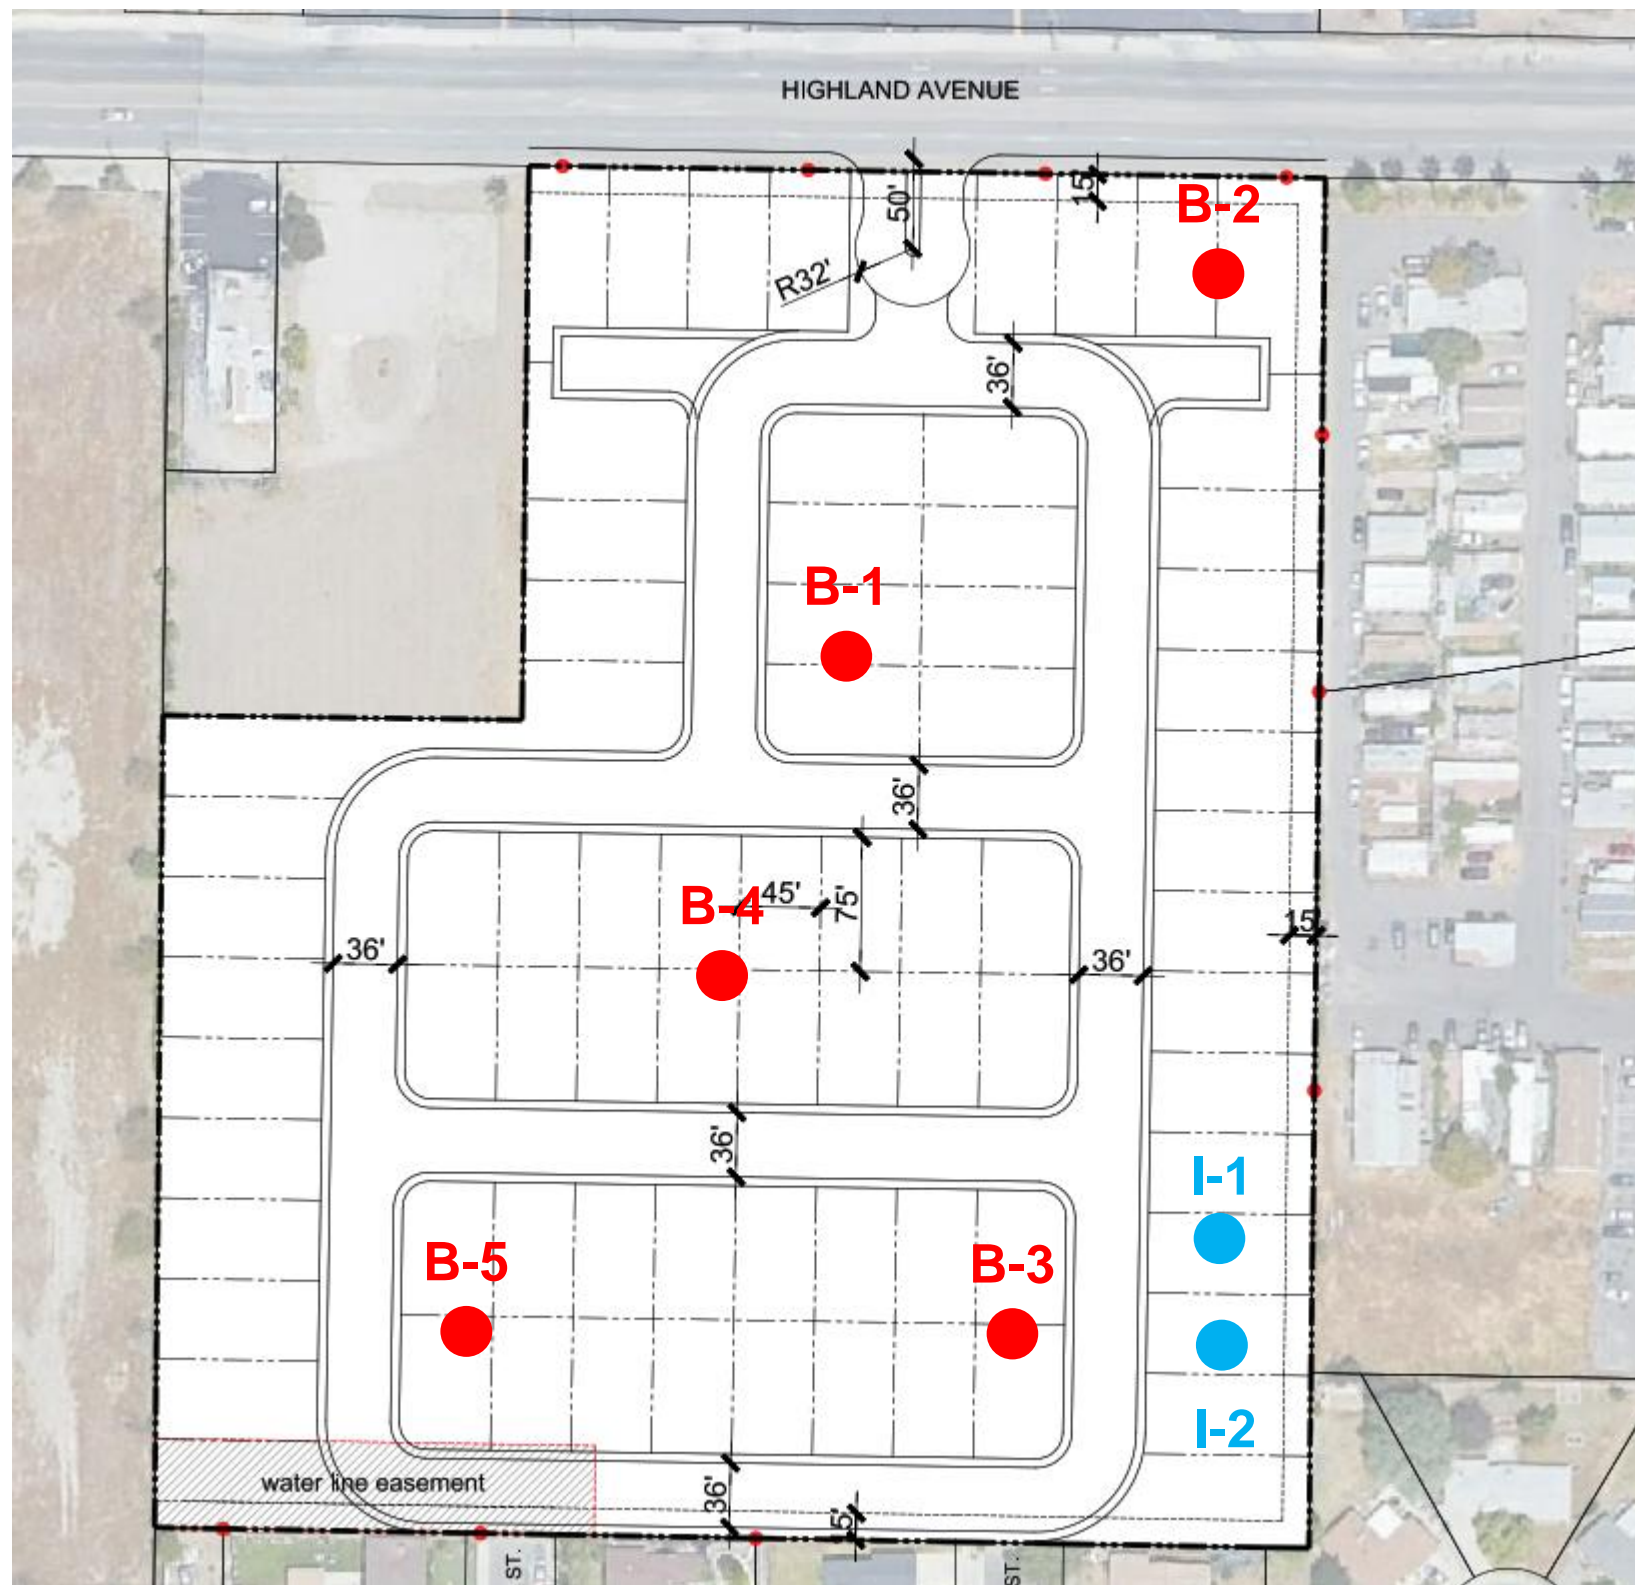 HIGHLAND AVENUE
50'
15'
B-2
R32'
36'
B-1
36'
45'
75'
B-4
15'
36'
36'
36'
I-1
B-5
B-3
I-2
water line easement
36'
5'
ST.
ST.